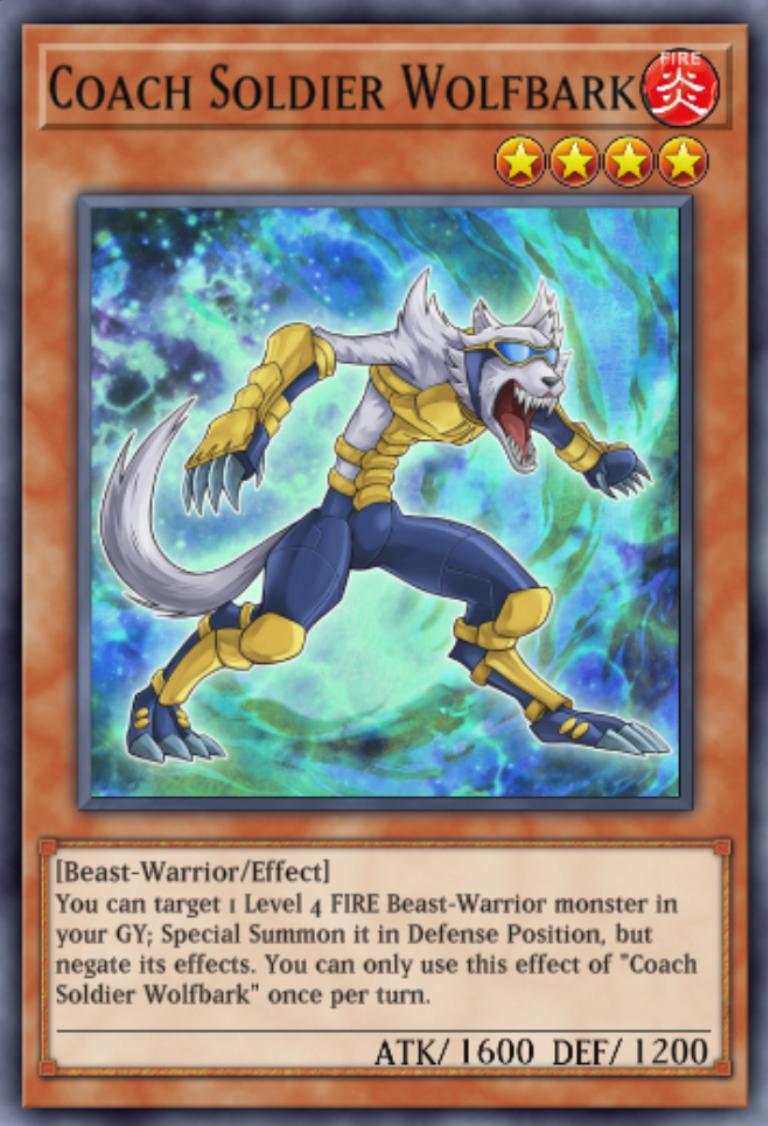 Coach Soldier Wolfbark
FIRE
炎
[Beast-Warrior/Effect]
You can target 1 Level 4 FIRE Beast-Warrior monster in
your GY; Special Summon it in Defense Position, but
negate its effects. You can only use this effect of "Coach
Soldier Wolfbark" once per turn.
ATK/ 1600 DEF/ 1200